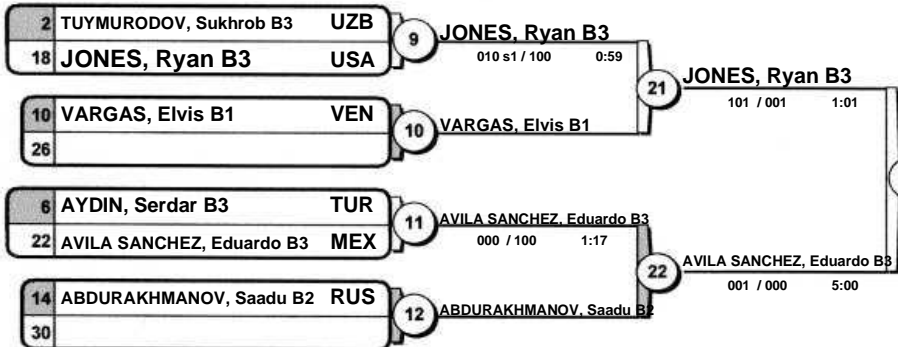 2 TUYMURODOV, Sukhrob B3 UZB
18 JONES, Ryan B3 USA
9
JONES, Ryan B3
010 s1 / 100 0:59
10 VARGAS, Elvis B1 VEN
26
10
VARGAS, Elvis B1
21
JONES, Ryan B3
101 / 001 1:01
6 AYDIN, Serdar B3 TUR
22 AVILA SANCHEZ, Eduardo B3 MEX
11
AVILA SANCHEZ, Eduardo B3
000 / 100 1:17
14 ABDURAKHMANOV, Saadu B2 RUS
30
12
ABDURAKHMANOV, Saadu B2
22
AVILA SANCHEZ, Eduardo B3
001 / 000 5:00